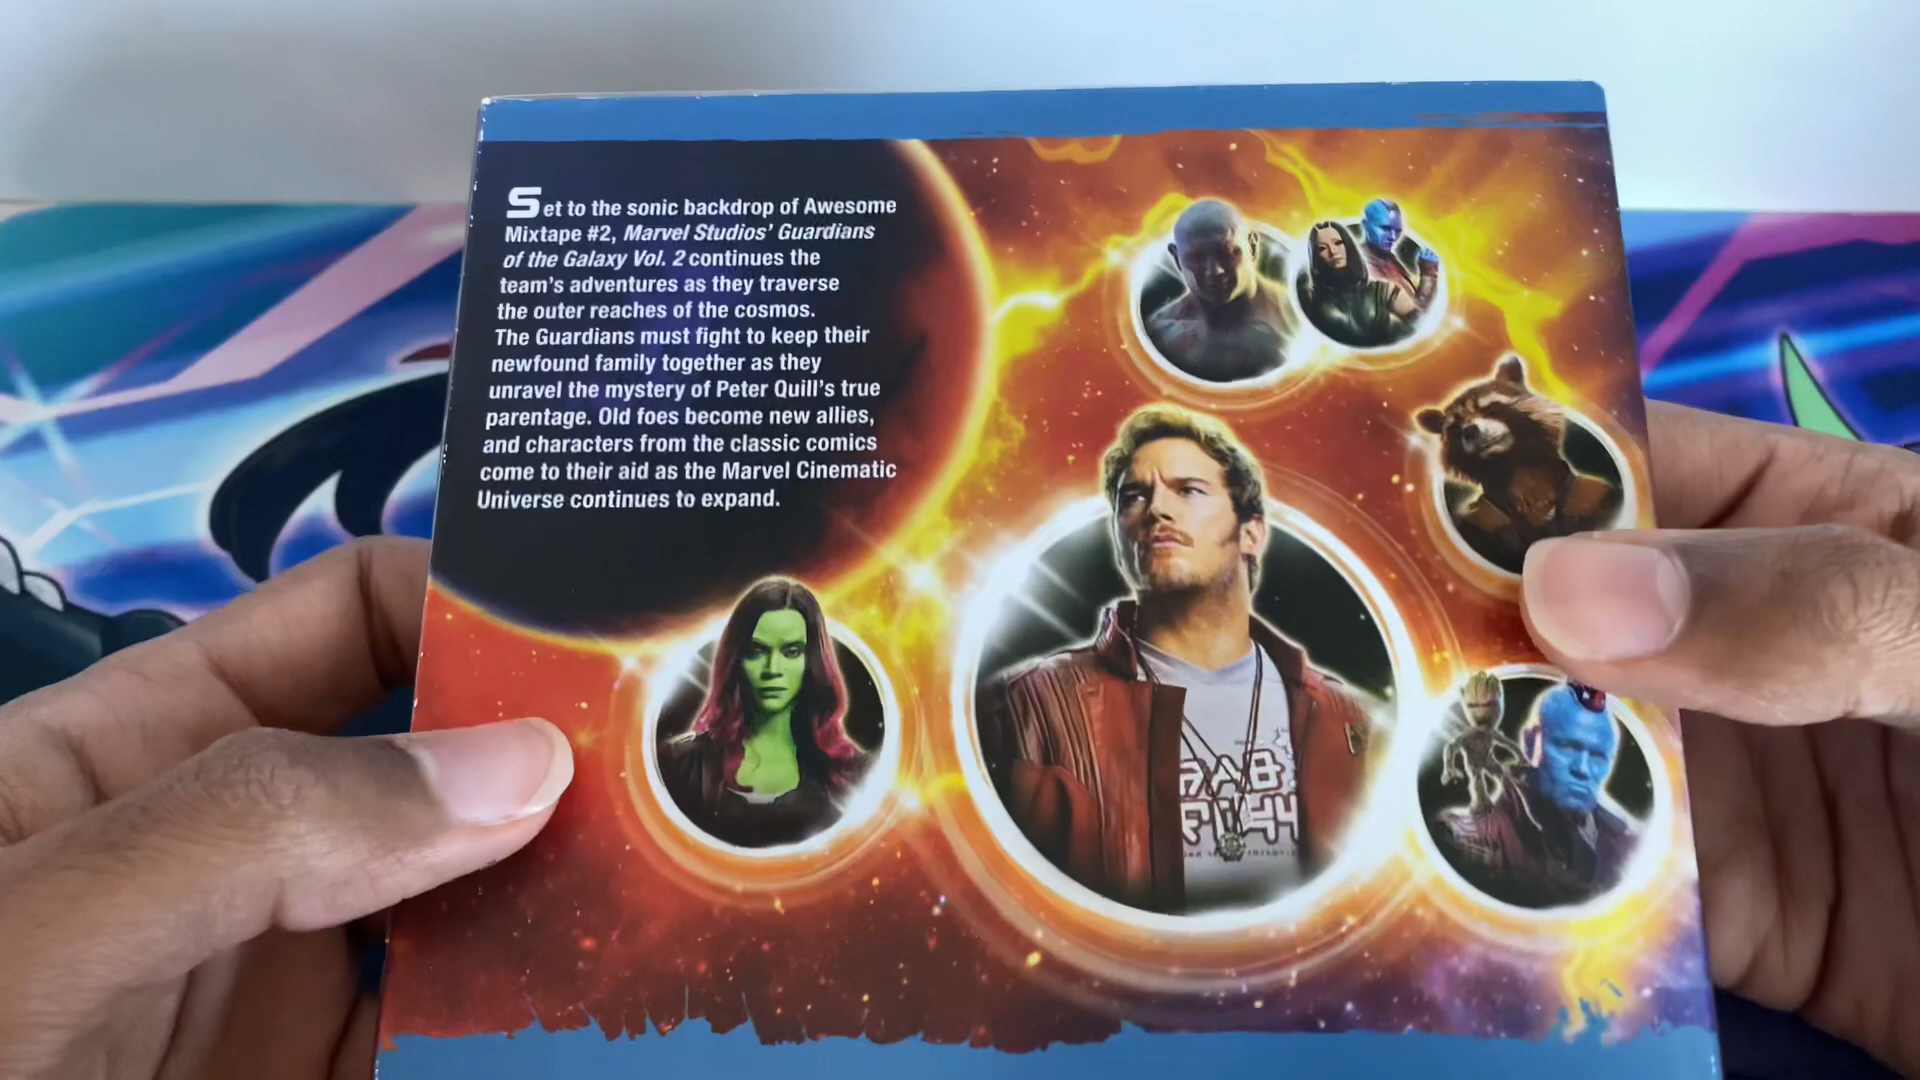 Set to the sonic backdrop of Awesome
Mixtape #2, Marvel Studios' Guardians
of the Galaxy Vol. 2 continues the
team's adventures as they traverse
the outer reaches of the cosmos.
The Guardians must fight to keep their
newfound family together as they
unravel the mystery of Peter Quill's true
parentage. Old foes become new allies,
and characters from the classic comics
come to their aid as the Marvel Cinematic
Universe continues to expand.